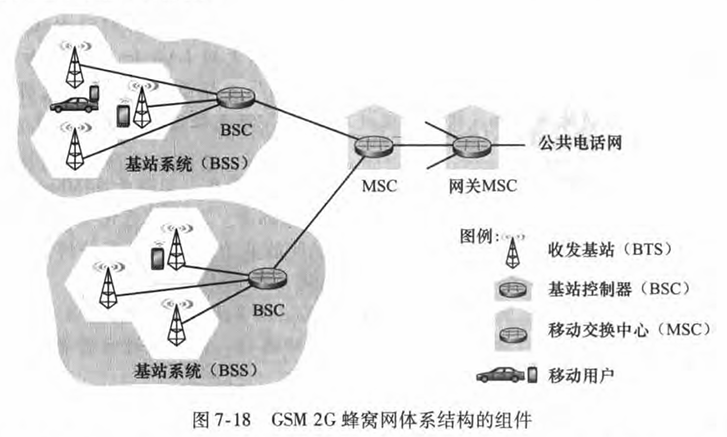 BSC
基站系统（BSS）
MSC
网关MSC
公共电话网
BSC
基站系统（BSS）
图例：
收发基站（BTS）
基站控制器（BSC）
移动交换中心（MSC）
移动用户
图 7-18 GSM 2G 蜂窝网体系结构的组件